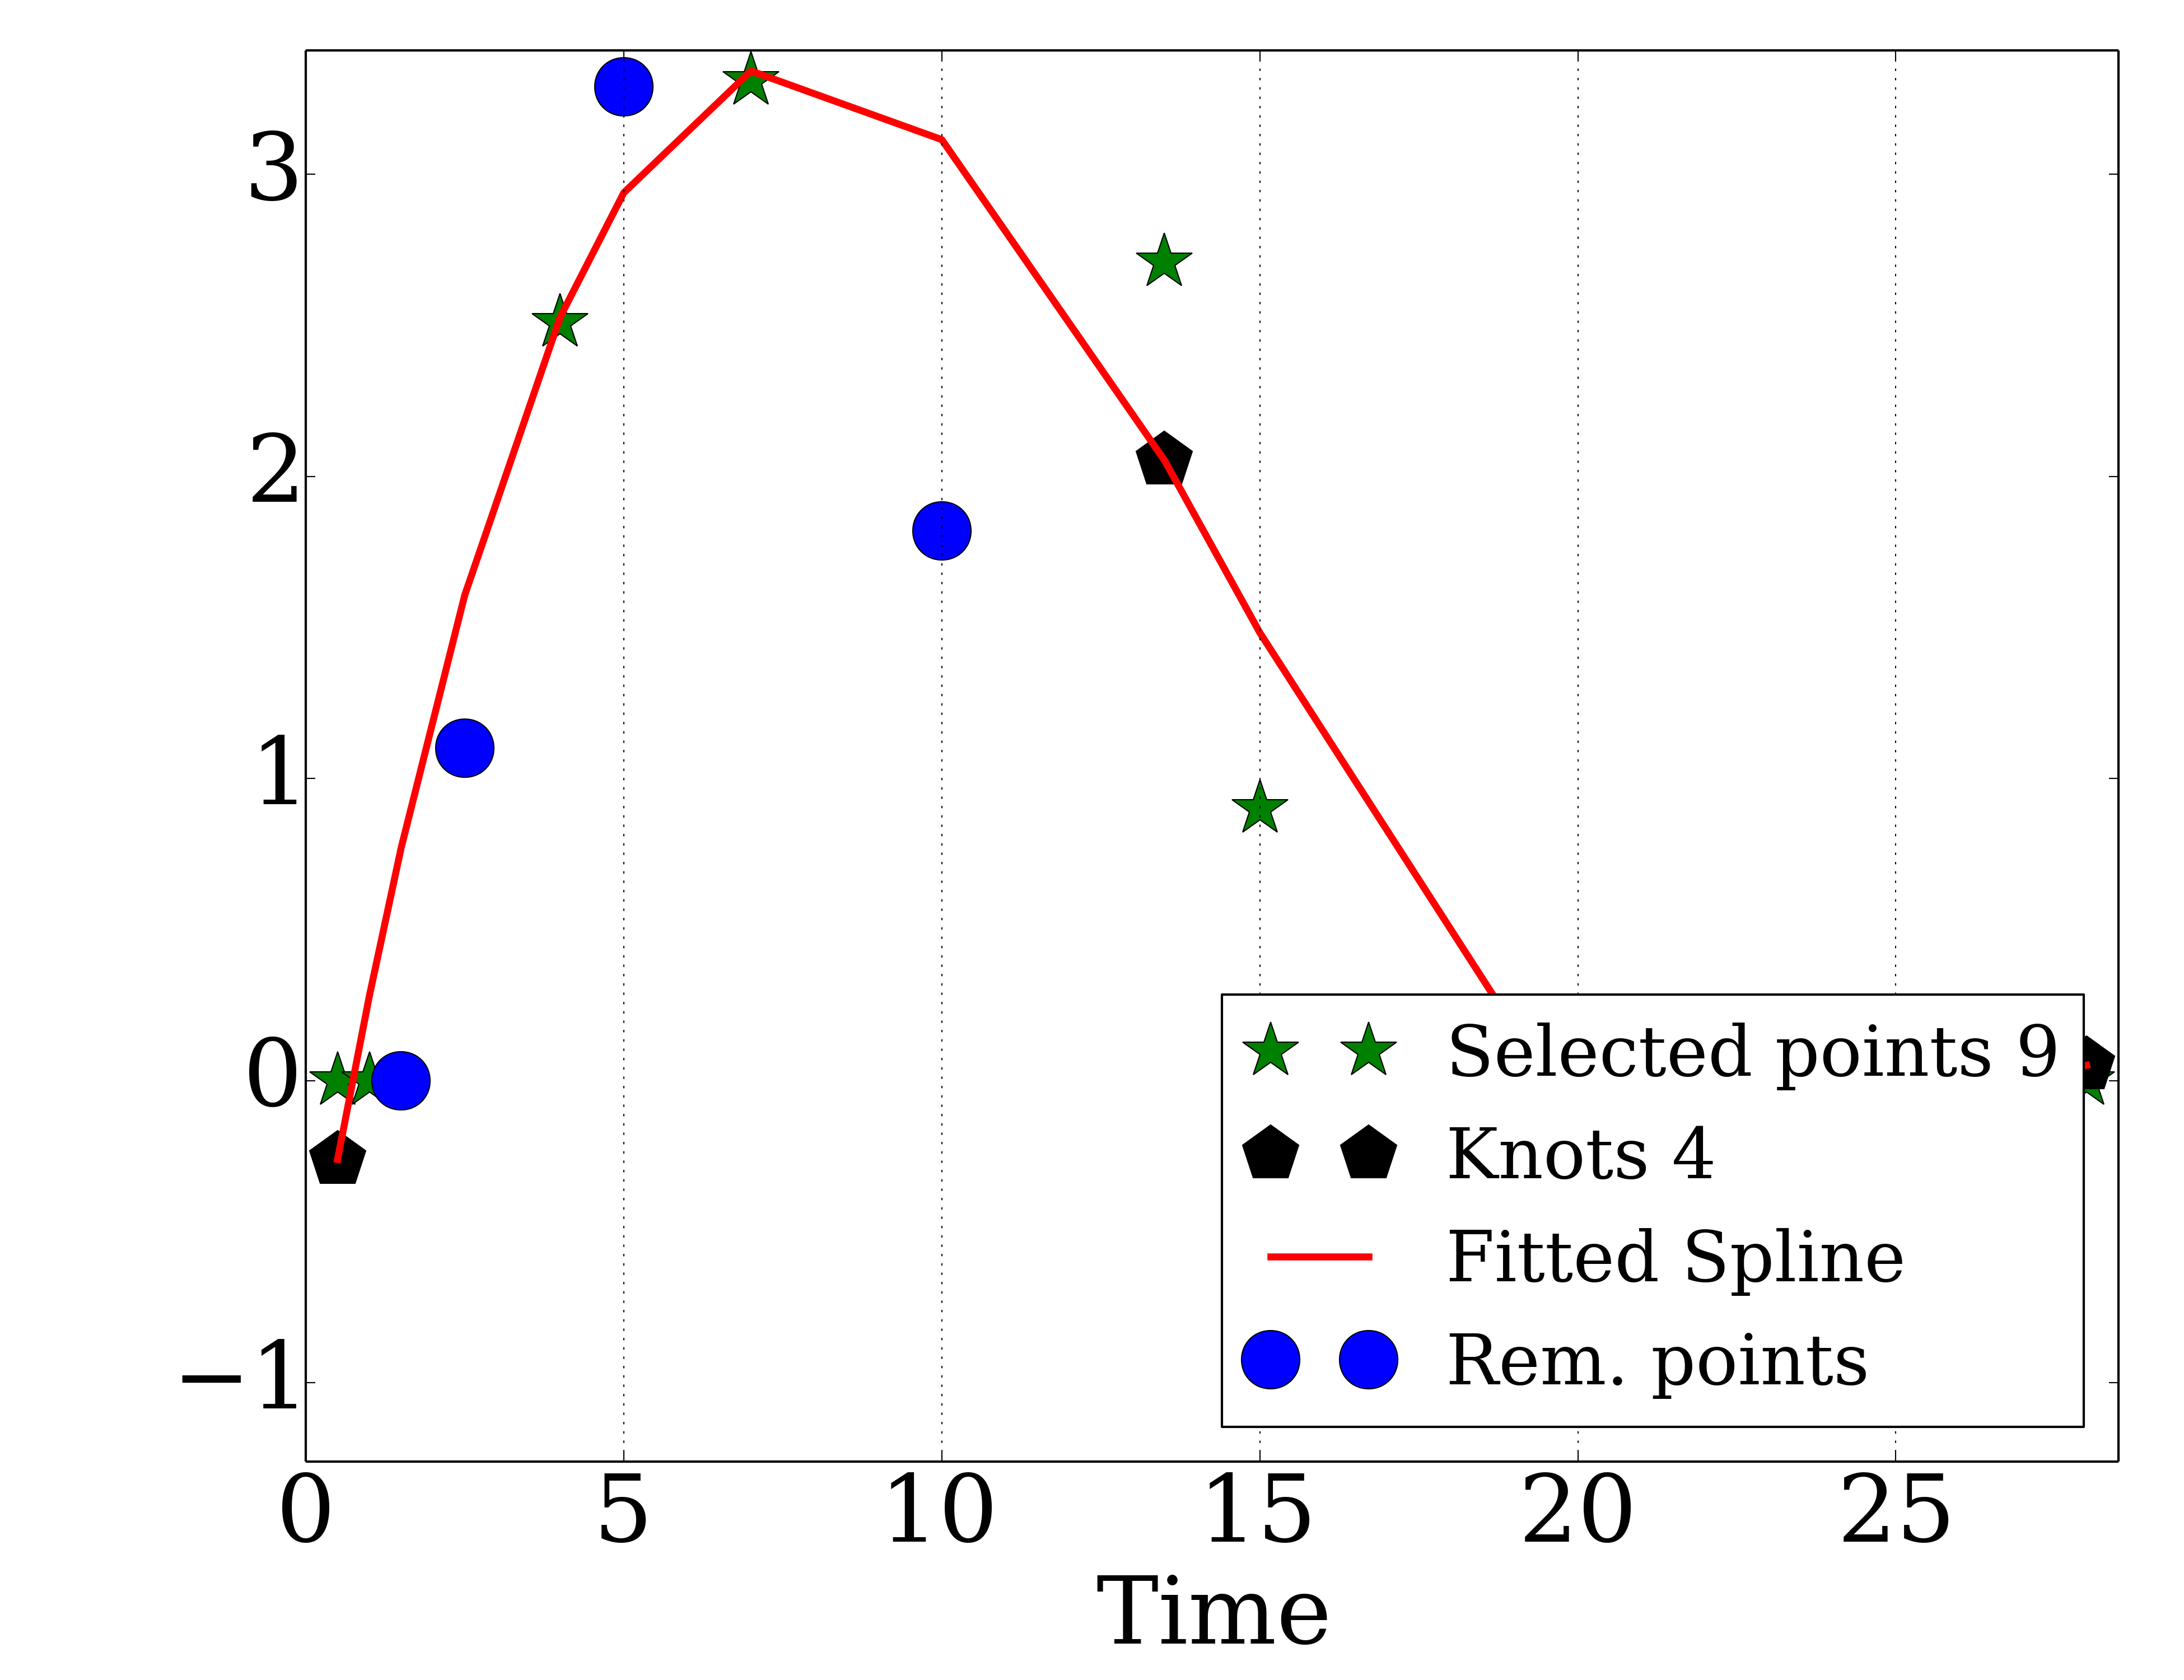 3
2
1
0
−1
Selected points 9
Knots 4
Fitted Spline
Rem. points
0 5 10 15 20 25
Time